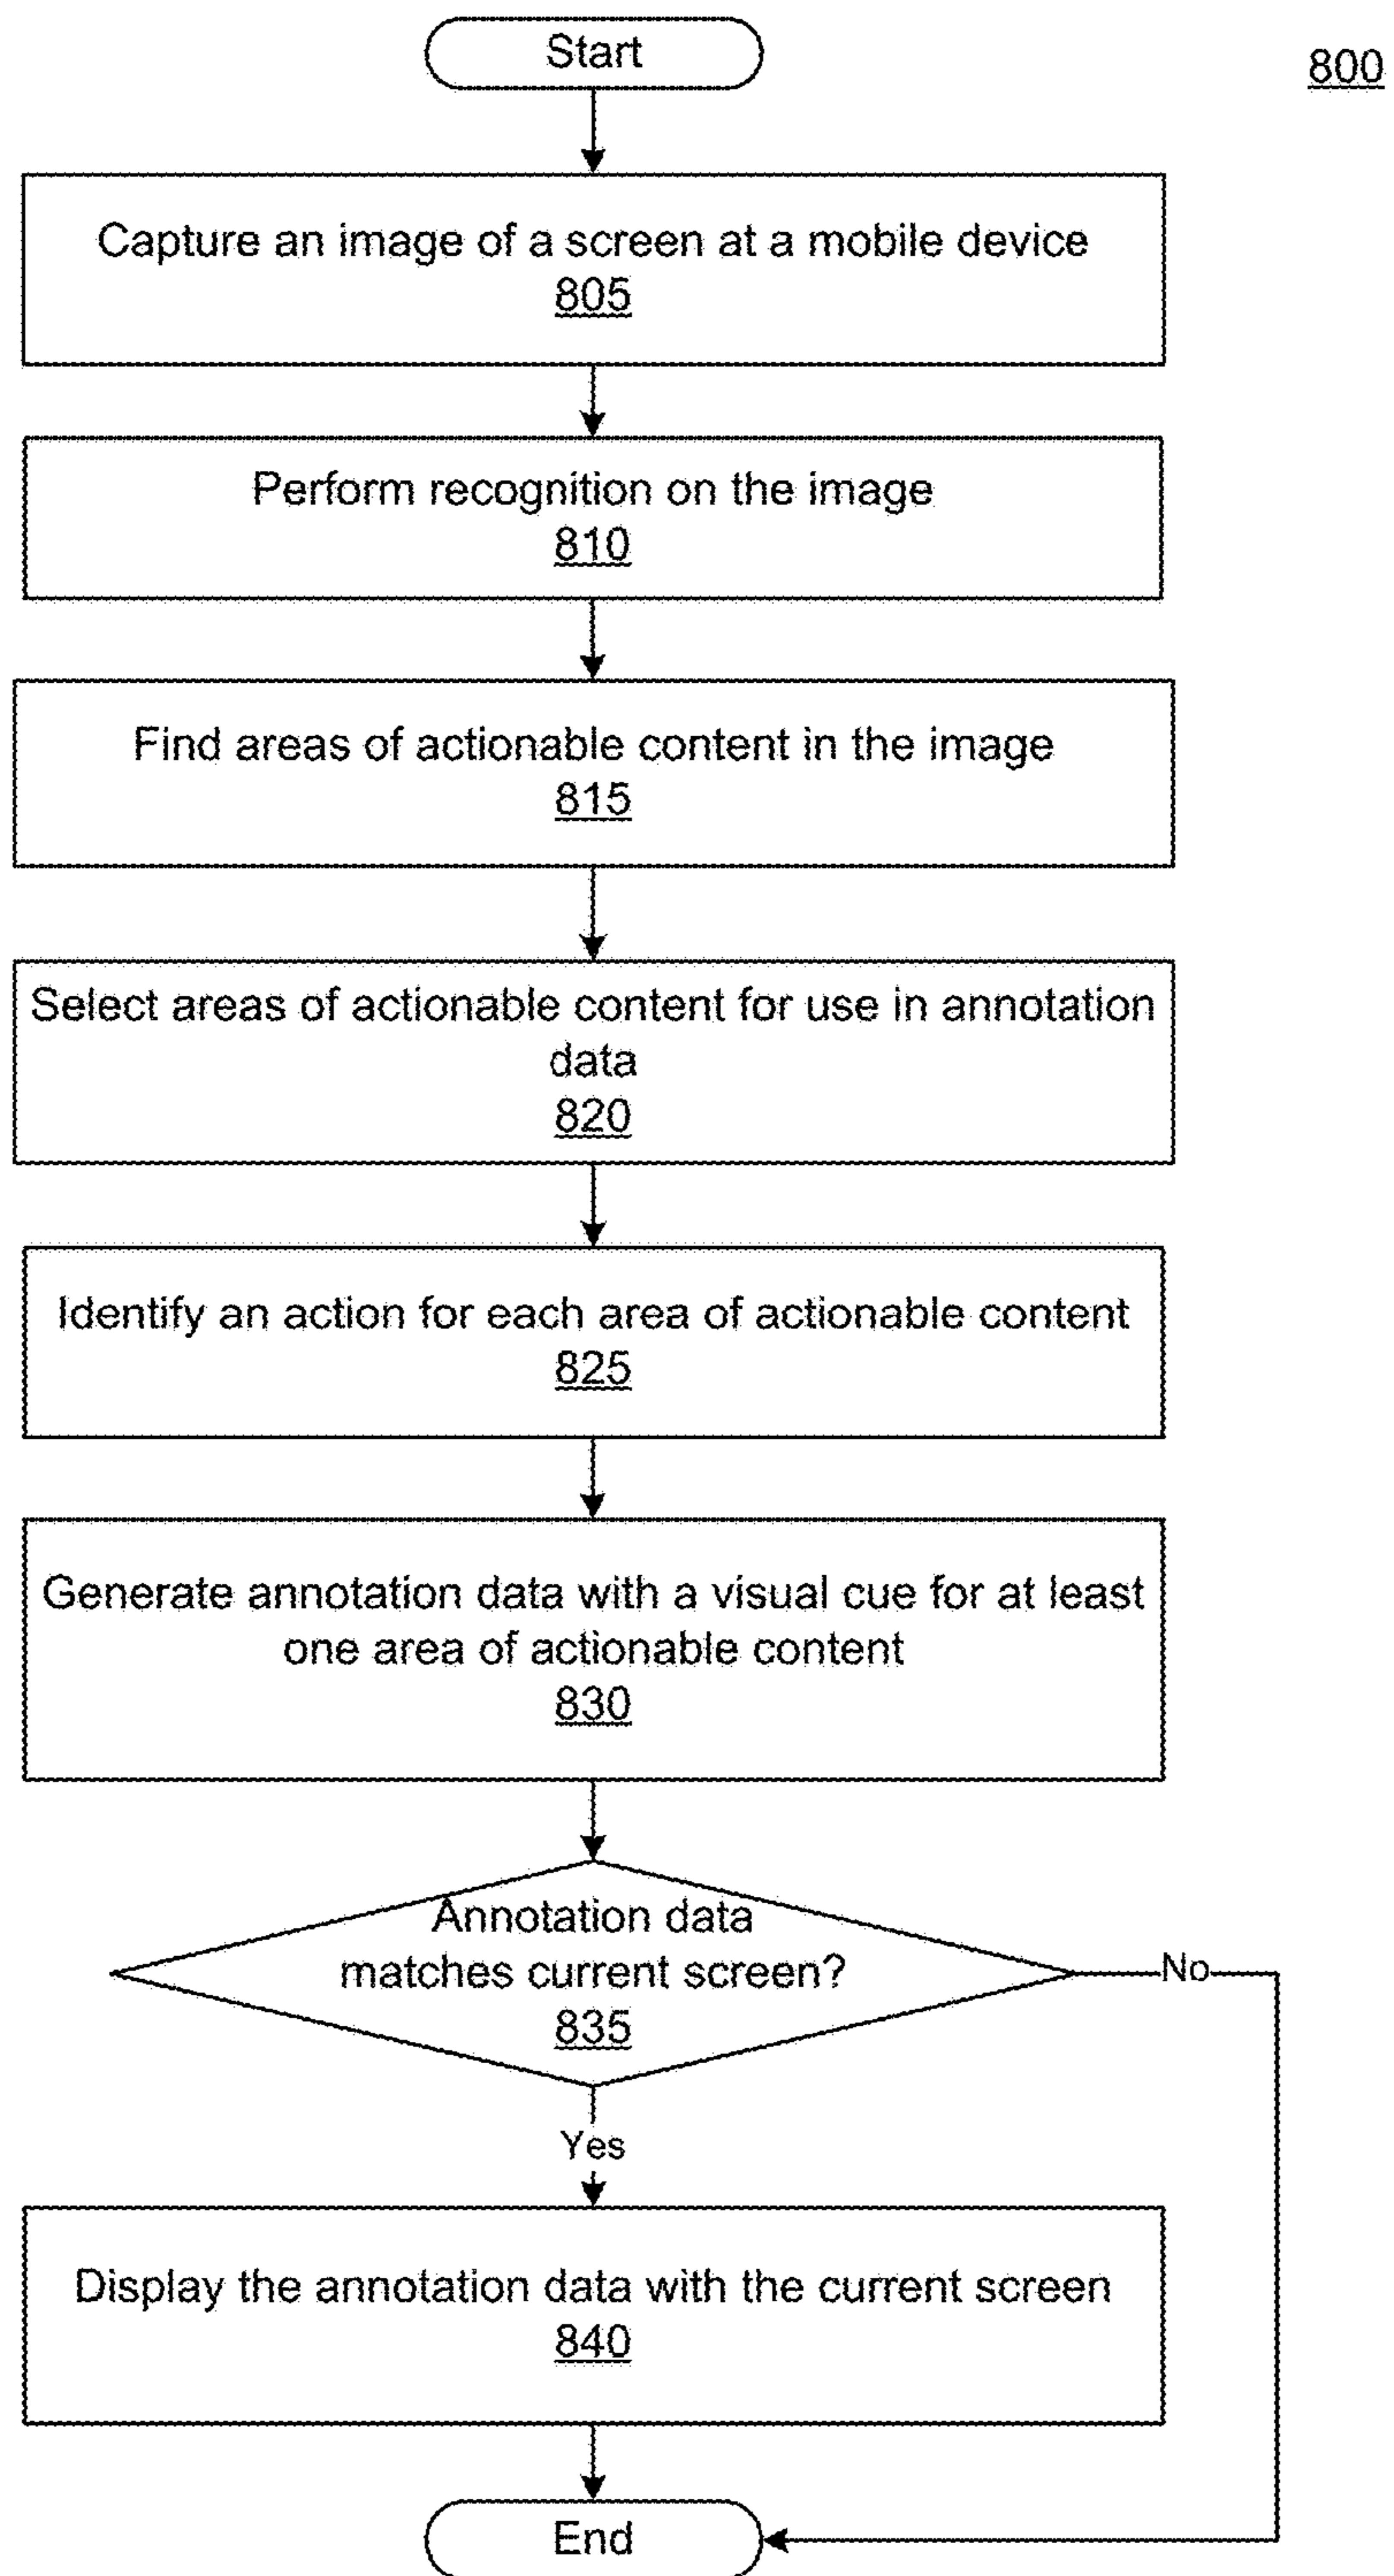 Start
800
Capture an image of a screen at a mobile device
805
Perform recognition on the image
810
Find areas of actionable content in the image
815
Select areas of actionable content for use in annotation
data
820
Identify an action for each area of actionable content
825
Generate annotation data with a visual cue for at least
one area of actionable content
830
Annotation data
matches current screen?
835
No
Yes
Display the annotation data with the current screen
840
End